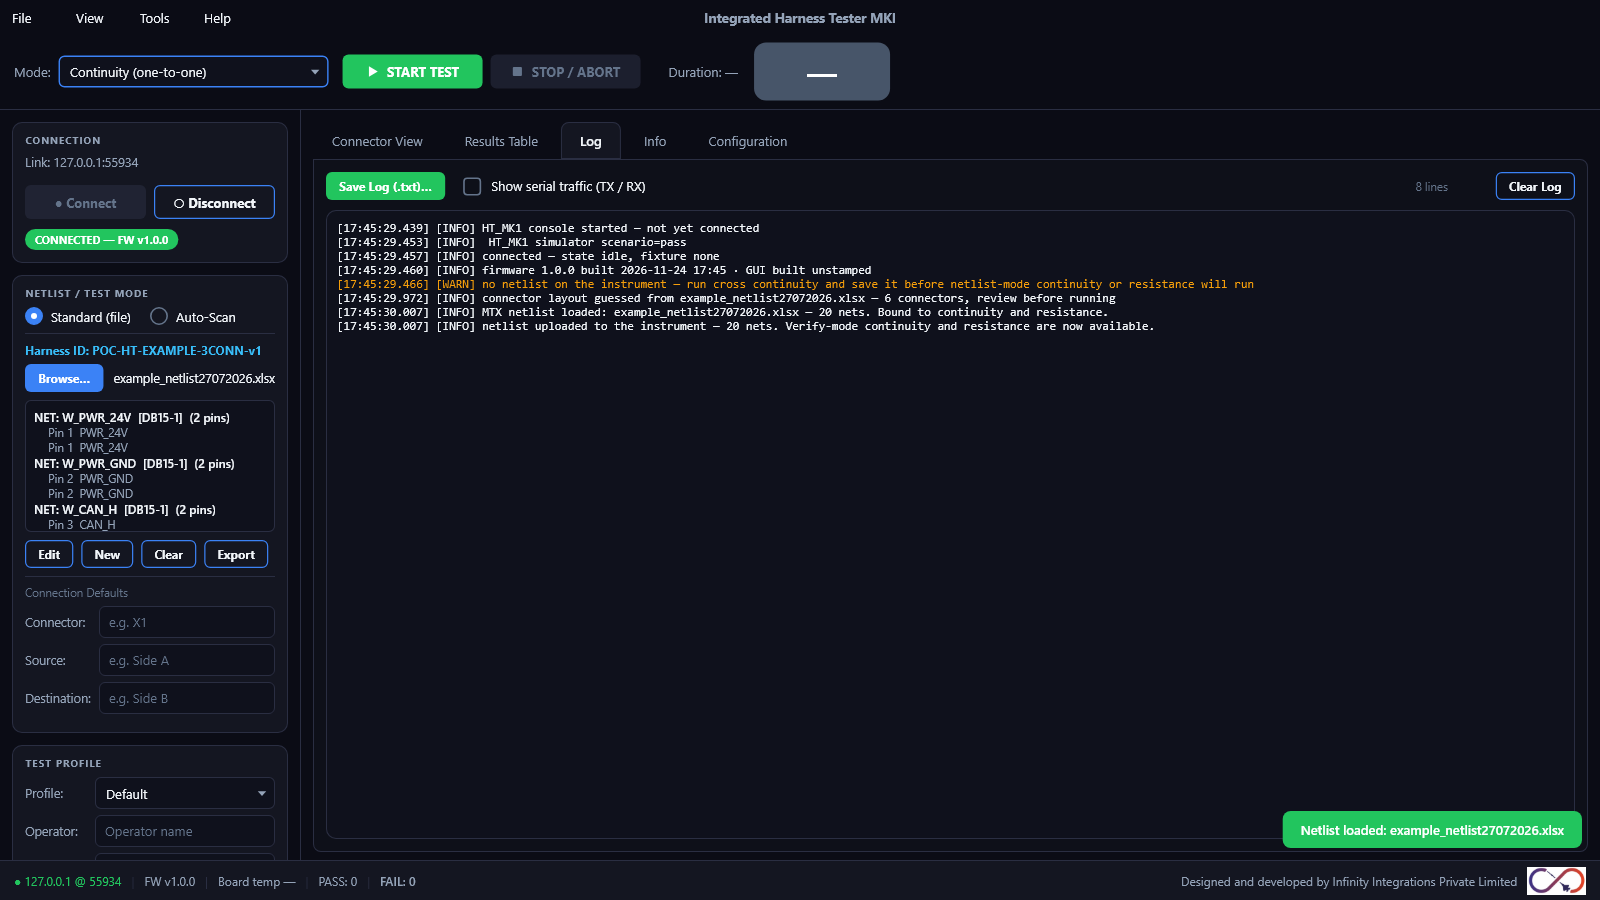 File View Tools Help
Integrated Harness Tester MKI
Mode: Continuity (one-to-one)
START TEST
STOP / ABORT
Duration: —
—
CONNECTION
Link: 127.0.0.1:55934
Connect
Disconnect
CONNECTED — FW v1.0.0
NETLIST / TEST MODE
Standard (file) Auto-Scan
Harness ID: POC-HT-EXAMPLE-3CONN-v1
Browse... example_netlist27072026.xlsx
NET: W_PWR_24V [DB15-1] (2 pins)
Pin 1 PWR_24V
Pin 1 PWR_24V
NET: W_PWR_GND [DB15-1] (2 pins)
Pin 2 PWR_GND
Pin 2 PWR_GND
NET: W_CAN_H [DB15-1] (2 pins)
Pin 3 CAN_H
Edit New Clear Export
Connection Defaults
Connector: e.g. X1
Source: e.g. Side A
Destination: e.g. Side B
TEST PROFILE
Profile: Default
Operator: Operator name
Connector View Results Table Log Info Configuration
Save Log (.txt)... Show serial traffic (TX / RX) 8 lines Clear Log
[17:45:29.439] [INFO] HT_MK1 console started — not yet connected
[17:45:29.453] [INFO] HT_MK1 simulator scenario=pass
[17:45:29.457] [INFO] connected — state idle, fixture none
[17:45:29.460] [INFO] firmware 1.0.0 built 2026-11-24 17:45 · GUI built unstamped
[17:45:29.466] [WARN] no netlist on the instrument — run cross continuity and save it before netlist-mode continuity or resistance will run
[17:45:29.972] [INFO] connector layout guessed from example_netlist27072026.xlsx — 6 connectors, review before running
[17:45:30.007] [INFO] MTX netlist loaded: example_netlist27072026.xlsx — 20 nets. Bound to continuity and resistance.
[17:45:30.007] [INFO] netlist uploaded to the instrument — 20 nets. Verify-mode continuity and resistance are now available.
Netlist loaded: example_netlist27072026.xlsx
127.0.0.1 @ 55934 FW v1.0.0 Board temp — PASS: 0 FAIL: 0
Designed and developed by Infinity Integrations Private Limited